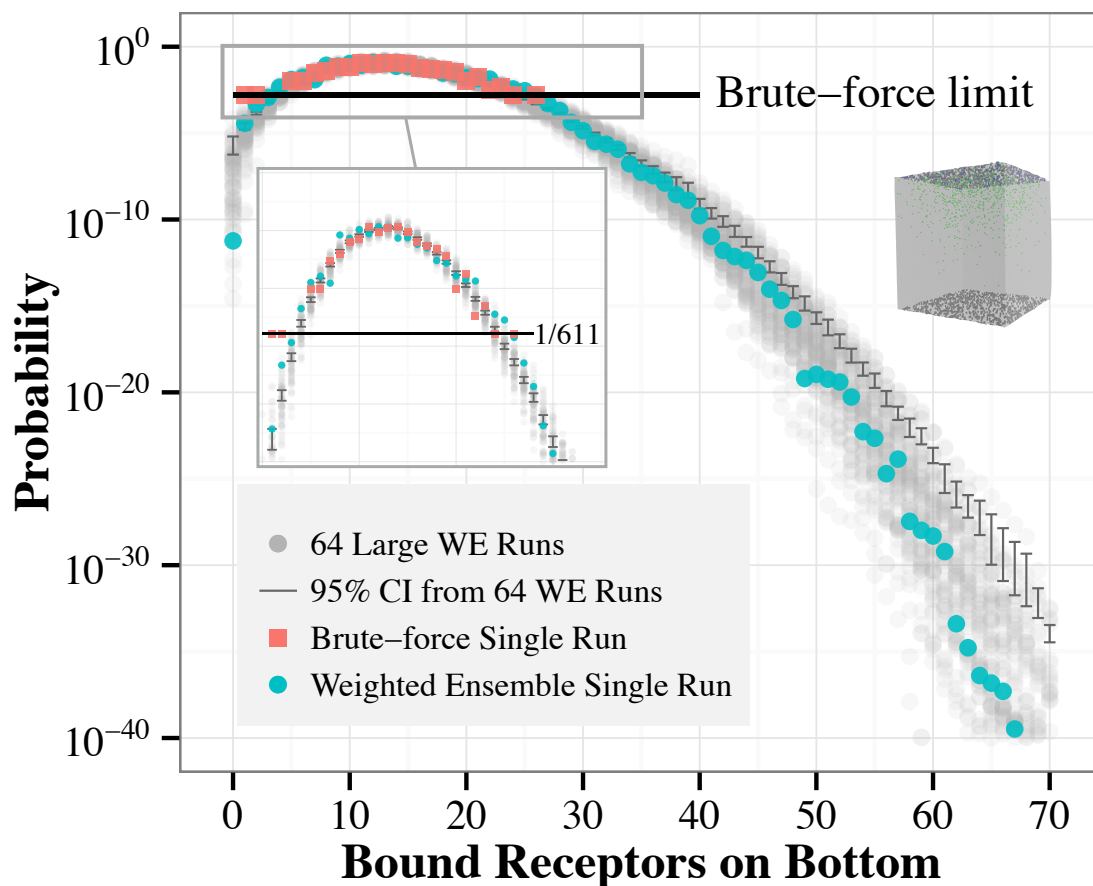 10⁰
10⁻¹⁰
10⁻²⁰
10⁻³⁰
10⁻⁴⁰
Probability
Brute−force limit
1/611
64 Large WE Runs
95% CI from 64 WE Runs
Brute−force Single Run
Weighted Ensemble Single Run
0 10 20 30 40 50 60 70
Bound Receptors on Bottom